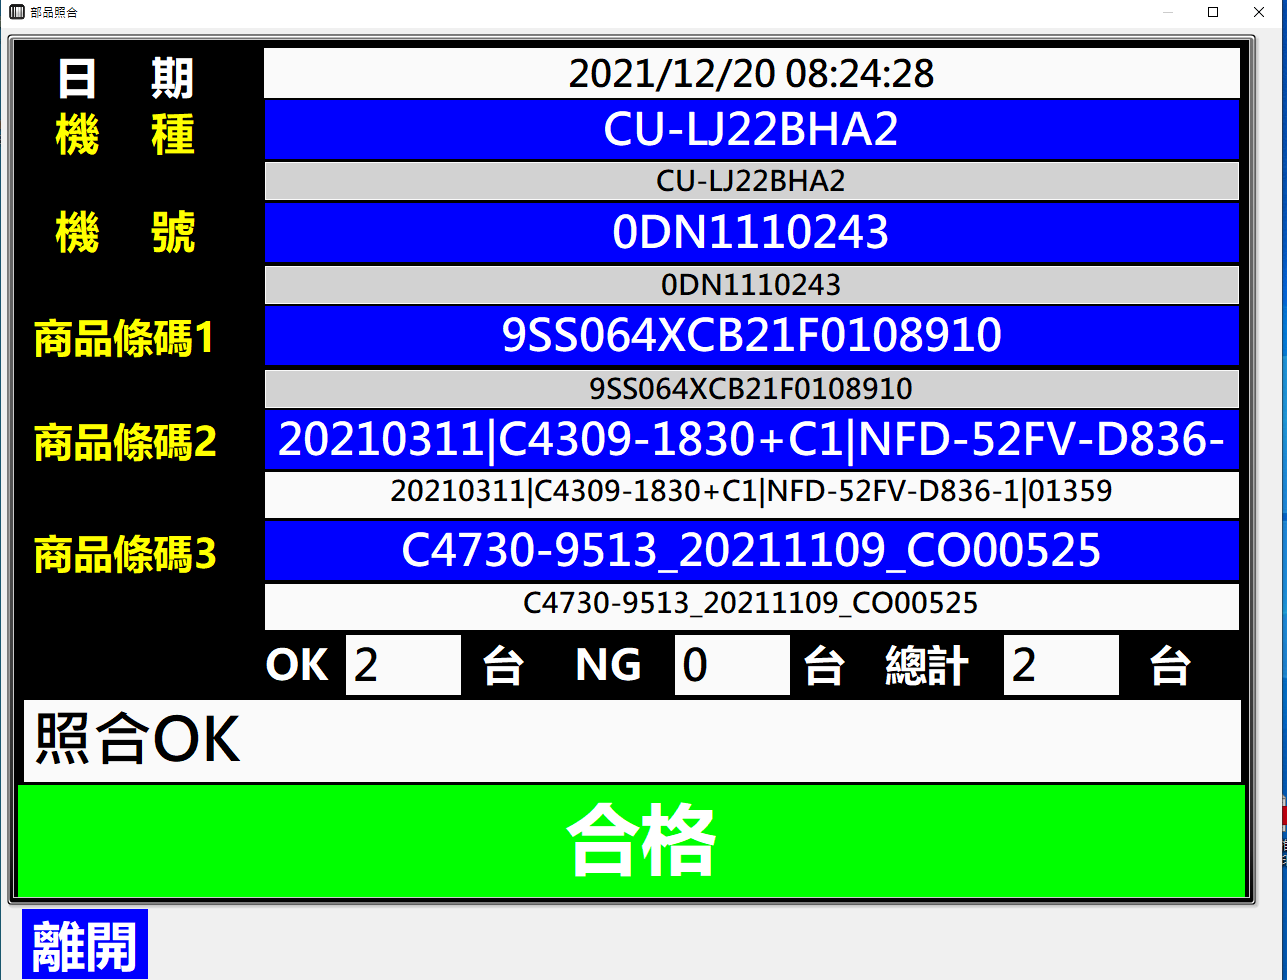 部品照合
日 期 2021/12/20 08:24:28
機 種 CU-LJ22BHA2
CU-LJ22BHA2
機 號 0DN1110243
0DN1110243
商品條碼1 9SS064XCB21F0108910
9SS064XCB21F0108910
商品條碼2 20210311|C4309-1830+C1|NFD-52FV-D836-
20210311|C4309-1830+C1|NFD-52FV-D836-1|01359
商品條碼3 C4730-9513_20211109_CO00525
C4730-9513_20211109_CO00525
OK 2 台 NG 0 台 總計 2 台
照合OK
合格
離開